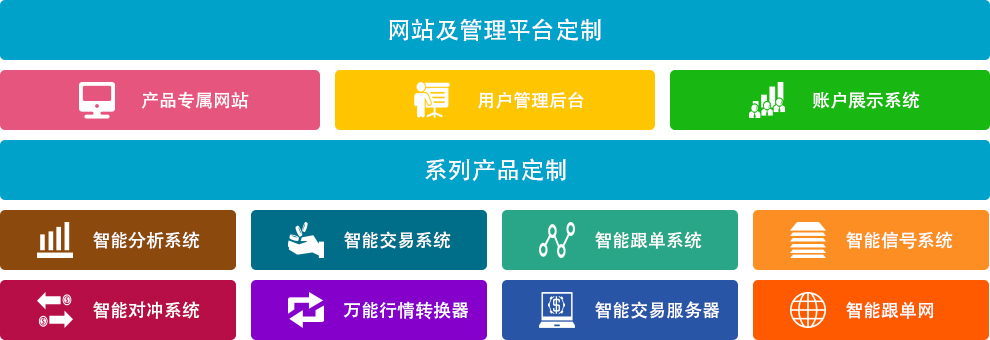 网站及管理平台定制
产品专属网站
用户管理后台
账户展示系统
系列产品定制
智能分析系统
智能交易系统
智能跟单系统
智能信号系统
智能对冲系统
万能行情转换器
智能交易服务器
智能跟单网